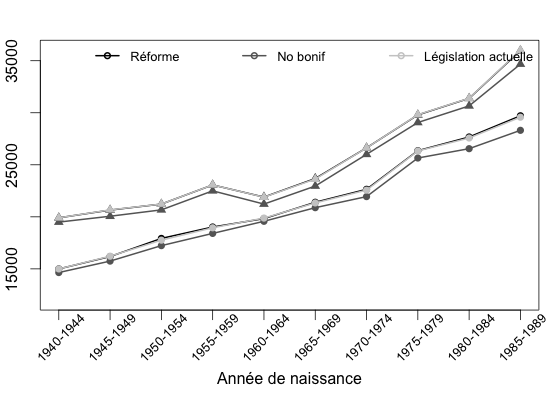 Réforme No bonif Législation actuelle
35000
25000
15000
1940-1944 1945-1949 1950-1954 1955-1959 1960-1964 1965-1969 1970-1974 1975-1979 1980-1984 1985-1989
Année de naissance